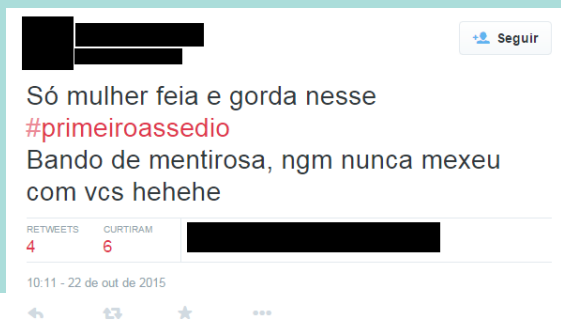 Seguir
Só mulher feia e gorda nesse
#primeiroassedio
Bando de mentirosa, ngm nunca mexeu
com vcs hehehe
RETWEETS CURTIRAM
4 6
10:11 - 22 de out de 2015